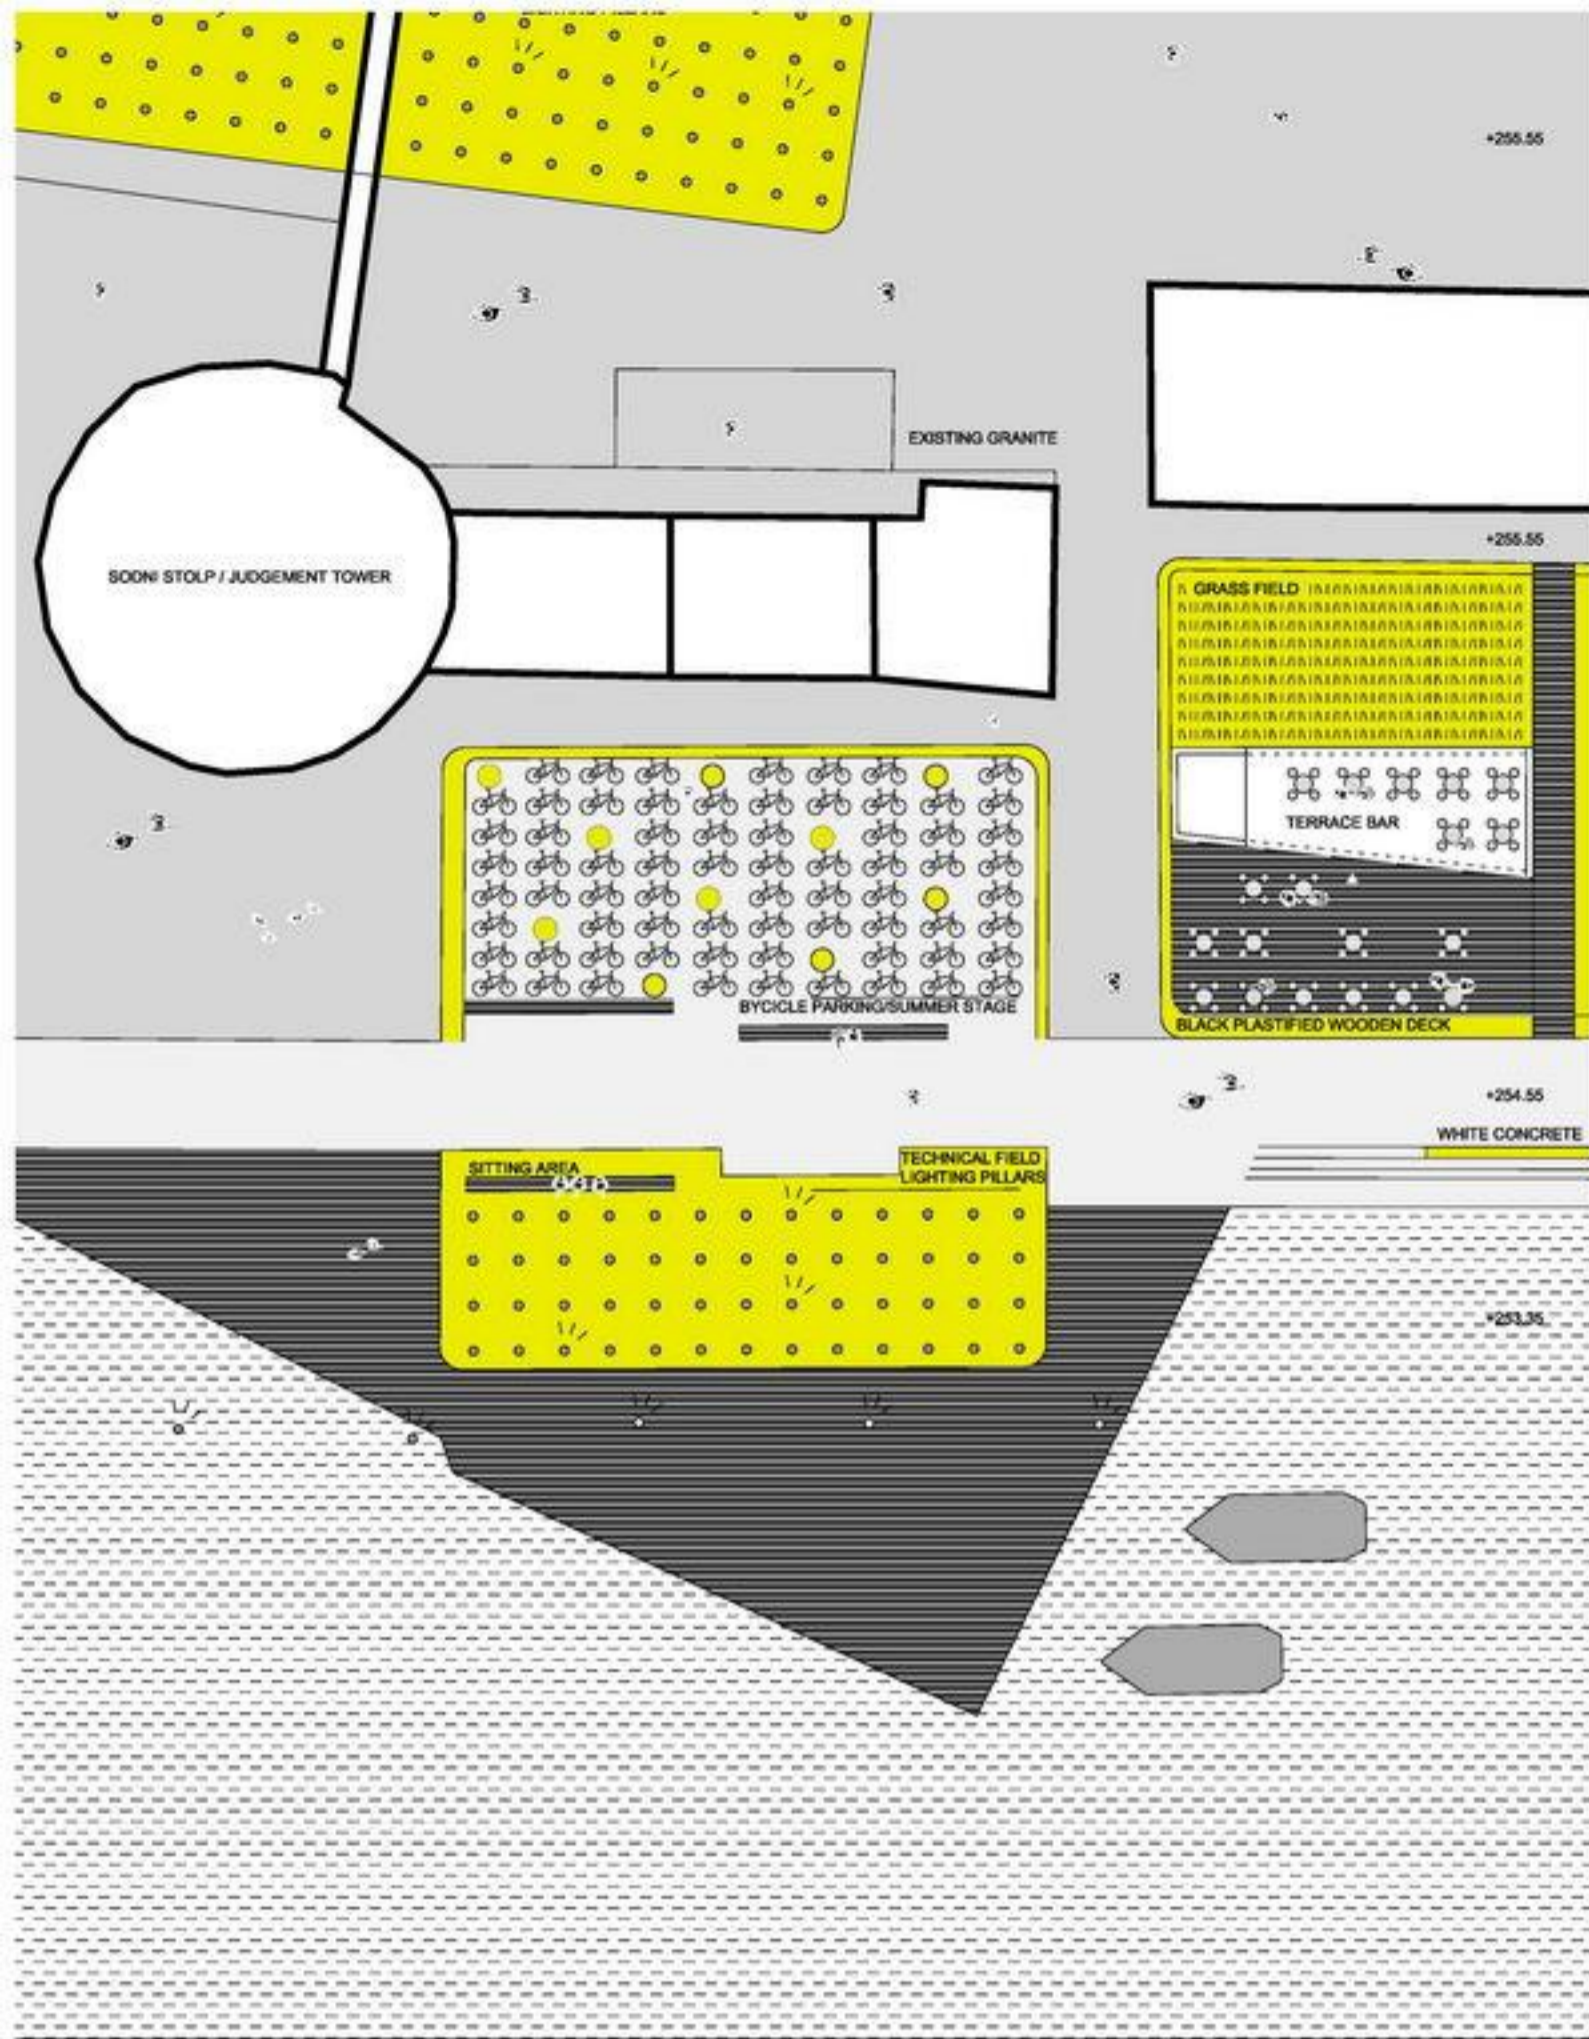 +255.55
EXISTING GRANITE
+255.55
SODNI STOLP / JUDGEMENT TOWER
GRASS FIELD
TERRACE BAR
BYCICLE PARKING/SUMMER STAGE
BLACK PLASTIFIED WOODEN DECK
+254.55
WHITE CONCRETE
SITTING AREA
TECHNICAL FIELD
LIGHTING PILLARS
+253.35